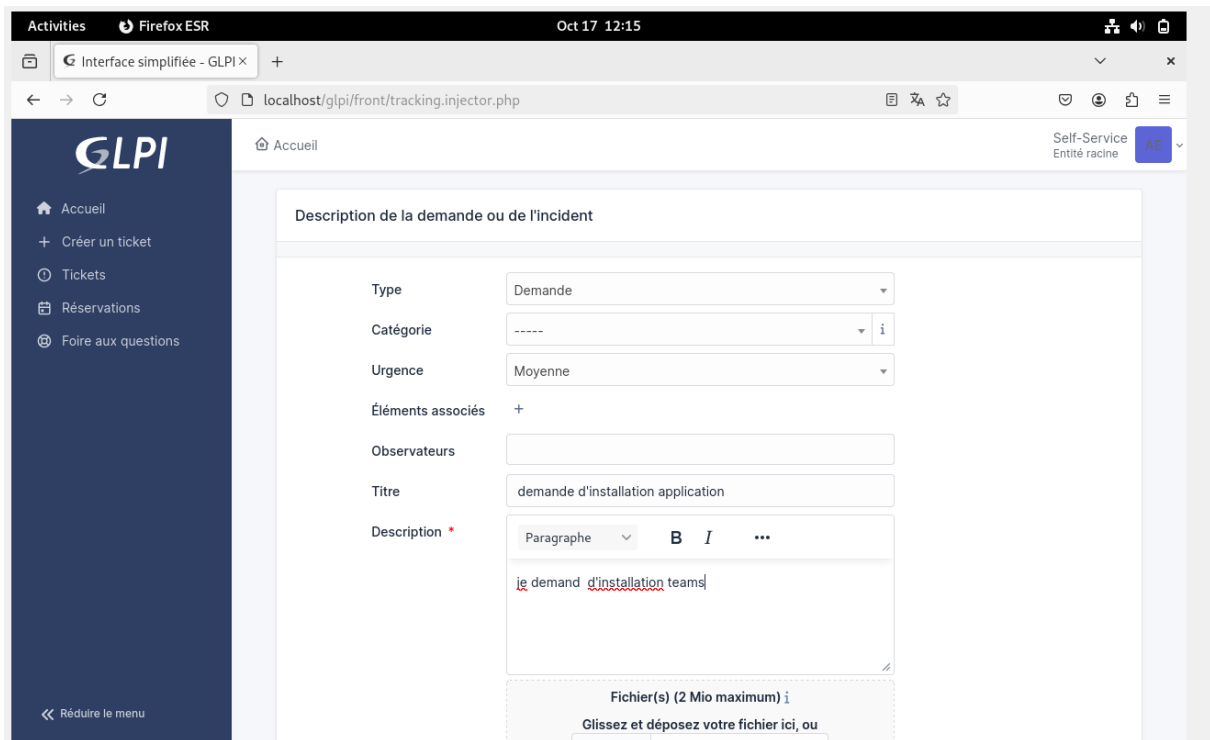 Activities Firefox ESR Oct 17 12:15
Interface simplifiée - GLPI × +
localhost/glpi/front/tracking.injector.php
GLPI
Accueil
Self-Service
Entité racine
AE
Accueil
Créer un ticket
Tickets
Réservations
Foire aux questions
Réduire le menu
Description de la demande ou de l'incident
Type Demande
Catégorie -----
Urgence Moyenne
Éléments associés +
Observateurs
Titre demande d'installation application
Description *
Paragraphe B I •••
je demand d'installation teams
Fichier(s) (2 Mio maximum) i
Glissez et déposez votre fichier ici, ou